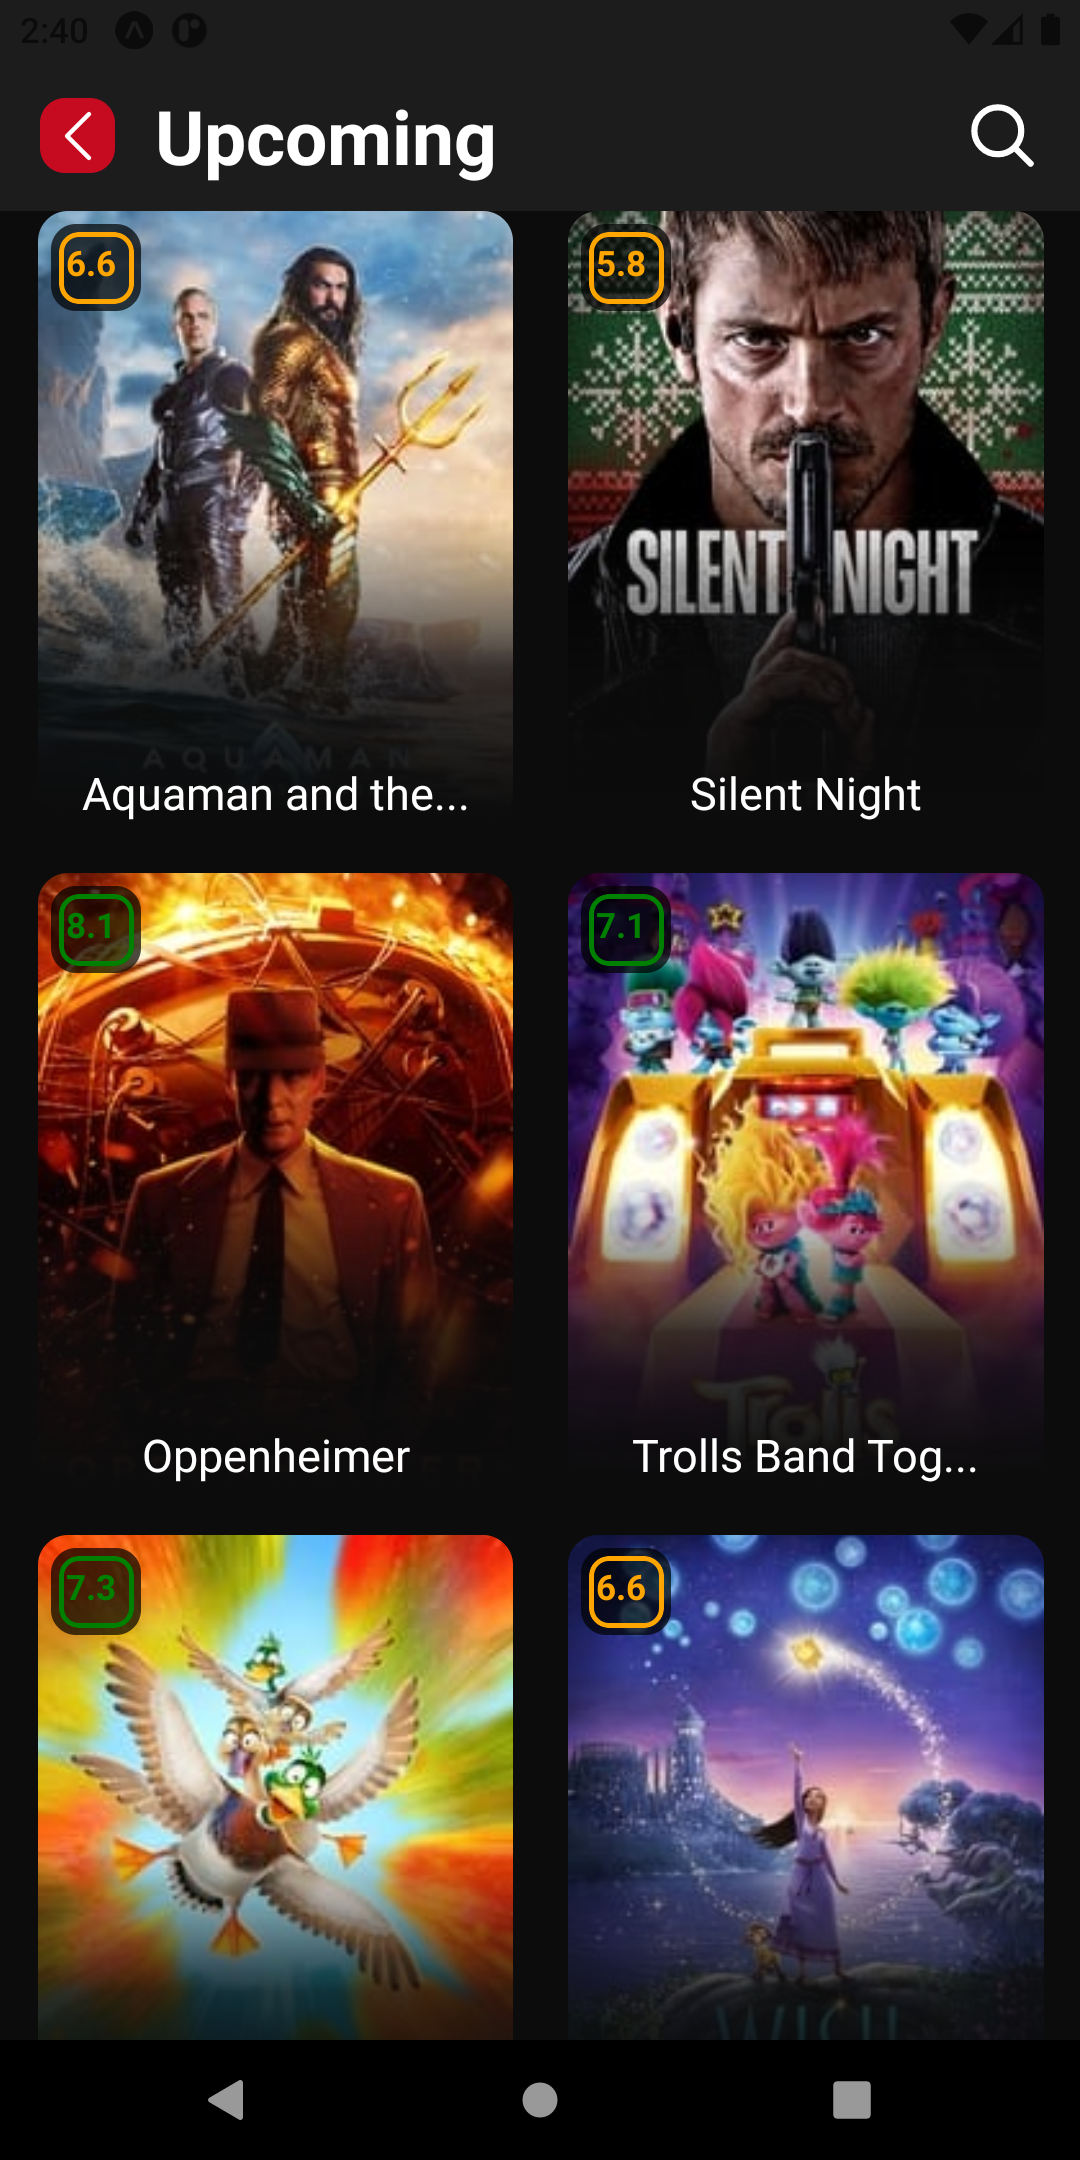 2:40
Upcoming
6.6
5.8
SILENT NIGHT
AQUAMAN
Aquaman and the...
Silent Night
8.1
7.1
Trolls
Oppenheimer
Trolls Band Tog...
7.3
6.6
WISH